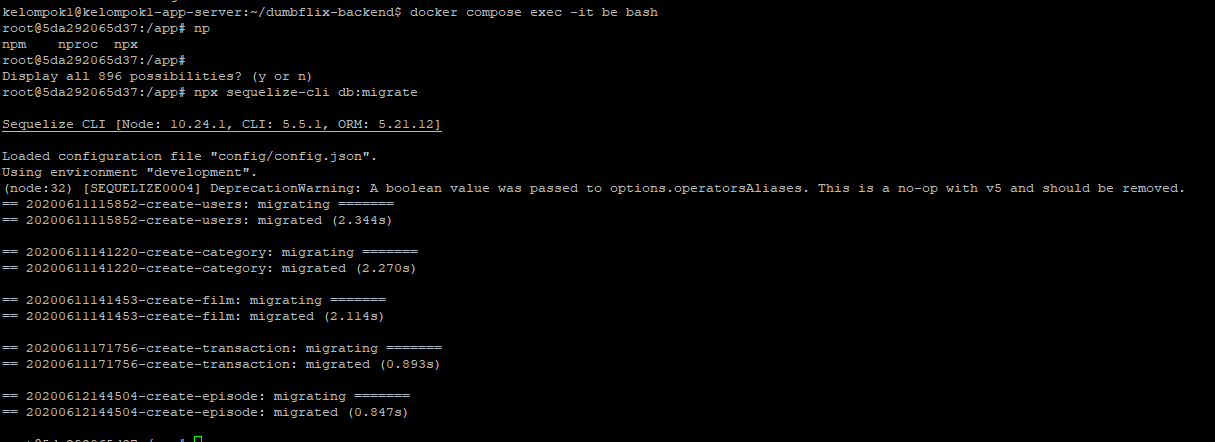 kelompok1@kelompok1-app-server:~/dumbflix-backend$ docker compose exec -it be bash
root@5da292065d37:/app# np
npm    nproc  npx
root@5da292065d37:/app#
Display all 896 possibilities? (y or n)
root@5da292065d37:/app# npx sequelize-cli db:migrate

Sequelize CLI [Node: 10.24.1, CLI: 5.5.1, ORM: 5.21.12]

Loaded configuration file "config/config.json".
Using environment "development".
(node:32) [SEQUELIZE0004] DeprecationWarning: A boolean value was passed to options.operatorsAliases. This is a no-op with v5 and should be removed.
== 20200611115852-create-users: migrating =======
== 20200611115852-create-users: migrated (2.344s)

== 20200611141220-create-category: migrating =======
== 20200611141220-create-category: migrated (2.270s)

== 20200611141453-create-film: migrating =======
== 20200611141453-create-film: migrated (2.114s)

== 20200611171756-create-transaction: migrating =======
== 20200611171756-create-transaction: migrated (0.893s)

== 20200612144504-create-episode: migrating =======
== 20200612144504-create-episode: migrated (0.847s)